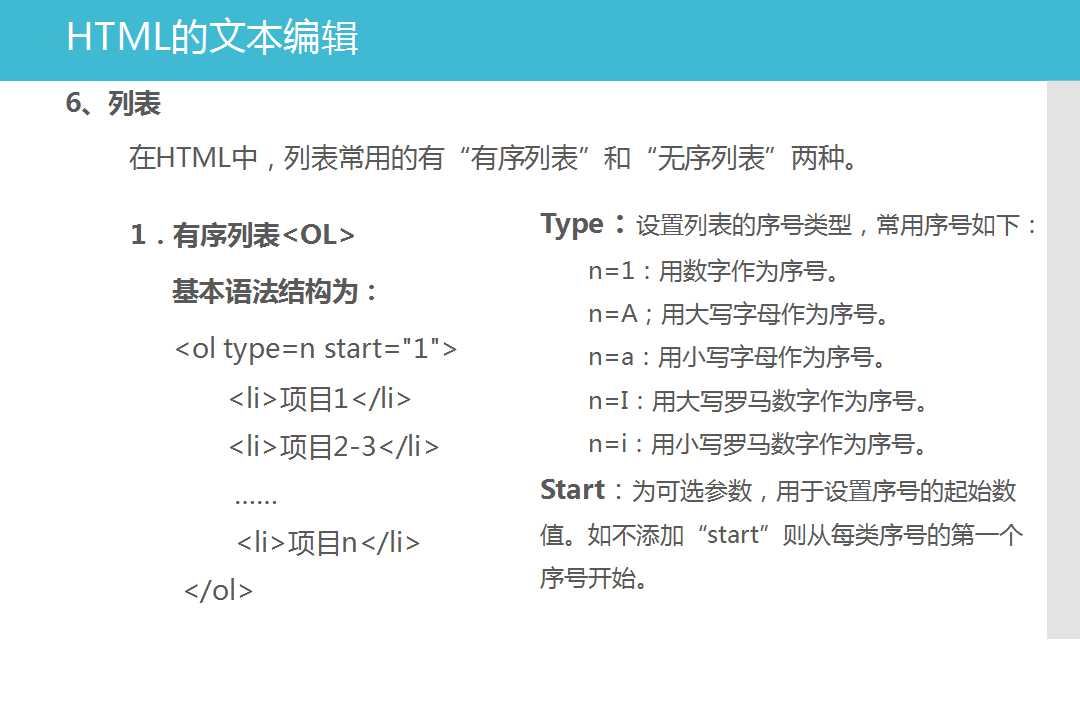 HTML的文本编辑
6、列表
在HTML中，列表常用的有“有序列表”和“无序列表”两种。
1．有序列表<OL>
基本语法结构为：
<ol type=n start="1">
<li>项目1</li>
<li>项目2-3</li>
……
<li>项目n</li>
</ol>
Type：设置列表的序号类型，常用序号如下：
n=1：用数字作为序号。
n=A；用大写字母作为序号。
n=a：用小写字母作为序号。
n=I：用大写罗马数字作为序号。
n=i：用小写罗马数字作为序号。
Start：为可选参数，用于设置序号的起始数
值。如不添加“start”则从每类序号的第一个
序号开始。